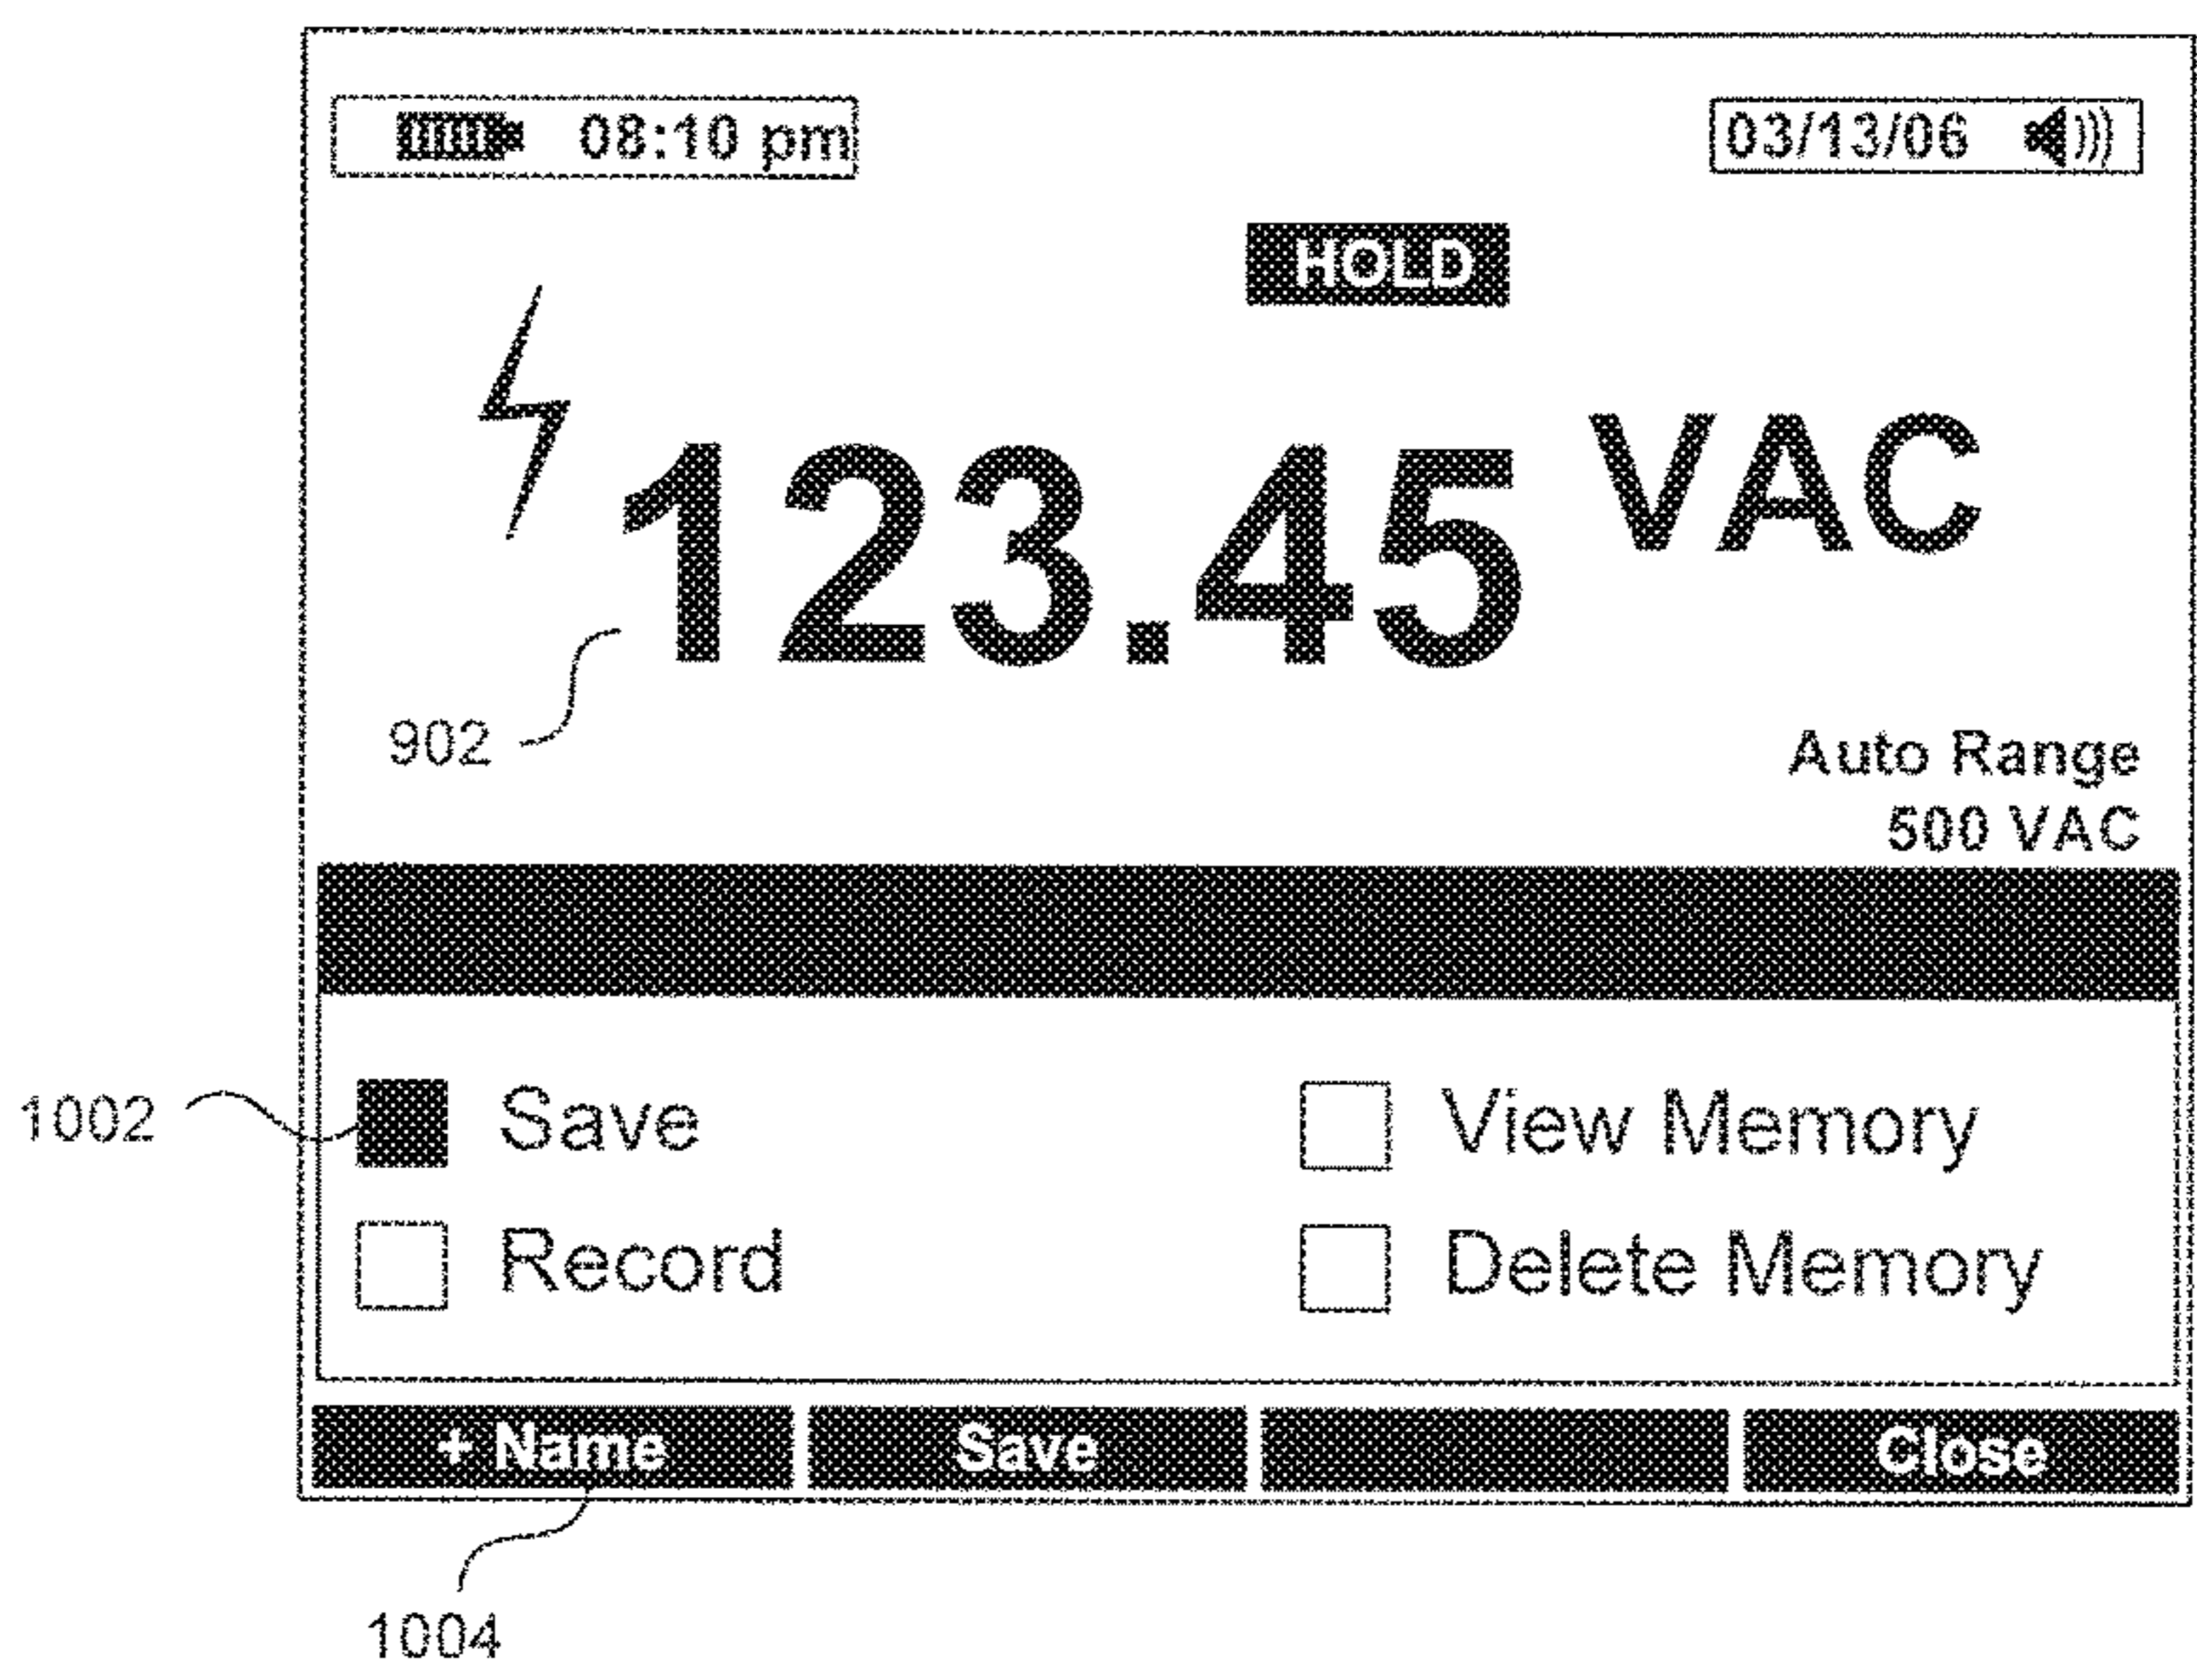 08:10 pm 03/13/06
HOLD
123.45 VAC
902
Auto Range
500 VAC
1002 Save View Memory
Record Delete Memory
+ Name Save Close
1004